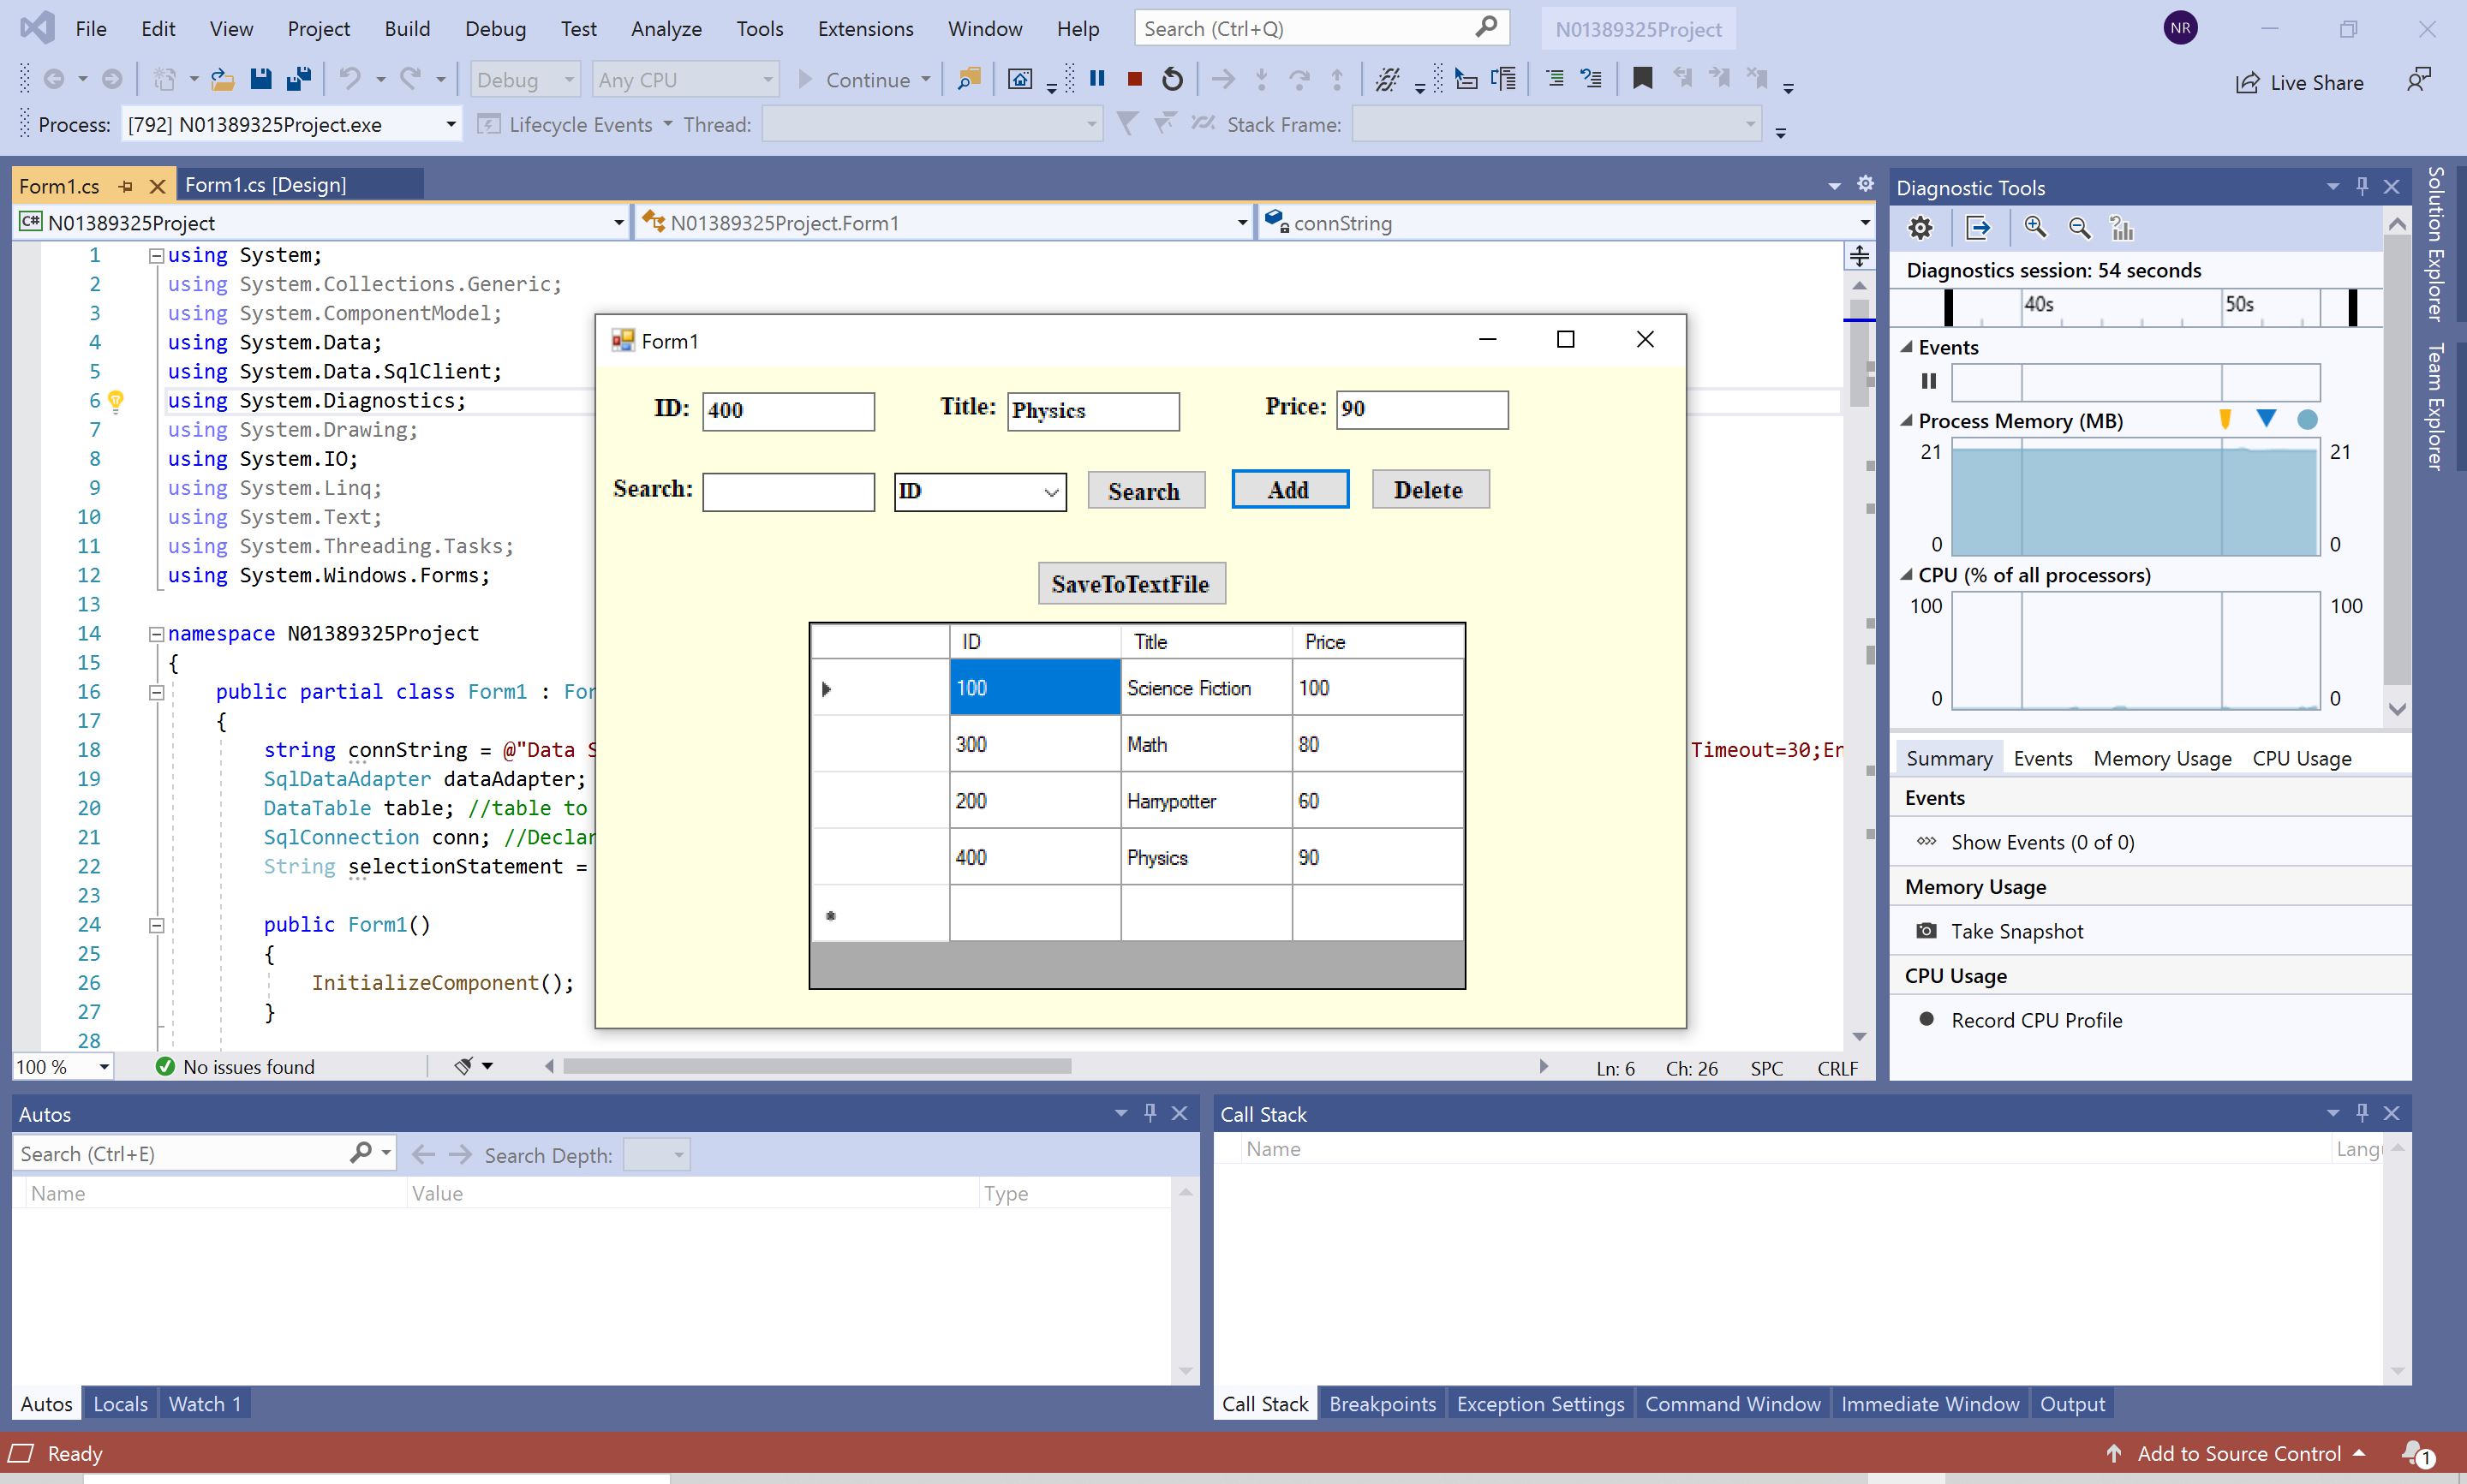 File Edit View Project Build Debug Test Analyze Tools Extensions Window Help Search (Ctrl+Q) N01389325Project NR
Debug Any CPU Continue Live Share
Process: [792] N01389325Project.exe Lifecycle Events Thread: Stack Frame:
Form1.cs Form1.cs [Design]
C# N01389325Project N01389325Project.Form1 connString
1 using System;
2 using System.Collections.Generic;
3 using System.ComponentModel;
4 using System.Data;
5 using System.Data.SqlClient;
6 using System.Diagnostics;
7 using System.Drawing;
8 using System.IO;
9 using System.Linq;
10 using System.Text;
11 using System.Threading.Tasks;
12 using System.Windows.Forms;
13
14 namespace N01389325Project
15 {
16 public partial class Form1 : For
17 {
18 string connString = @"Data S Timeout=30;En
19 SqlDataAdapter dataAdapter;
20 DataTable table; //table to
21 SqlConnection conn; //Declar
22 String selectionStatement =
23
24 public Form1()
25 {
26 InitializeComponent();
27 }
28
100 % No issues found Ln: 6 Ch: 26 SPC CRLF
Form1
ID: 400 Title: Physics Price: 90
Search: ID Search Add Delete
SaveToTextFile
ID Title Price
100 Science Fiction 100
300 Math 80
200 Harrypotter 60
400 Physics 90
Diagnostic Tools
Diagnostics session: 54 seconds
40s 50s
Events
Process Memory (MB)
21 21
0 0
CPU (% of all processors)
100 100
0 0
Summary Events Memory Usage CPU Usage
Events
Show Events (0 of 0)
Memory Usage
Take Snapshot
CPU Usage
Record CPU Profile
Solution Explorer
Team Explorer
Autos
Search (Ctrl+E) Search Depth:
Name Value Type
Autos Locals Watch 1
Call Stack
Name Langu
Call Stack Breakpoints Exception Settings Command Window Immediate Window Output
Ready Add to Source Control 1